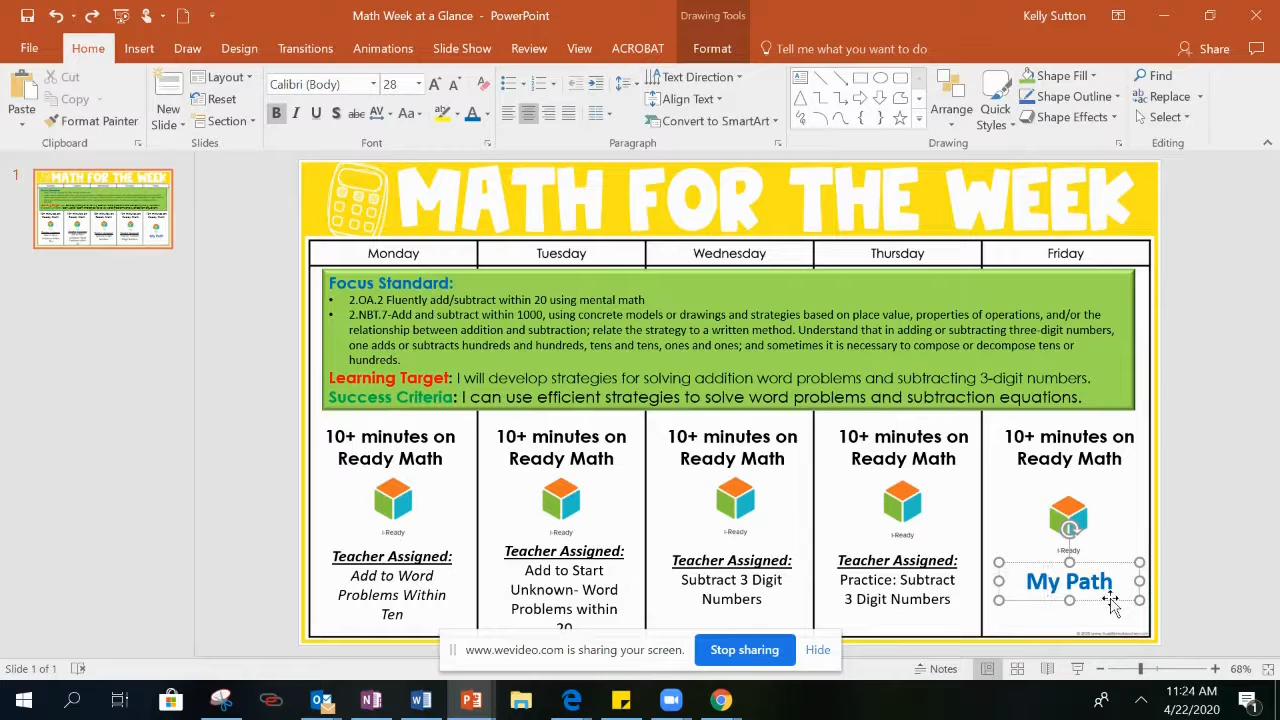 Math Week at a Glance - PowerPoint
Drawing Tools
Kelly Sutton
File Home Insert Draw Design Transitions Animations Slide Show Review View ACROBAT Format Tell me what you want to do Share
Paste
Cut
Copy
Format Painter
Clipboard
New Slide
Layout
Reset
Section
Slides
Calibri (Body) 28
Font
Text Direction
Align Text
Convert to SmartArt
Paragraph
Arrange
Quick Styles
Shape Fill
Shape Outline
Shape Effects
Drawing
Find
Replace
Select
Editing
1
MATH FOR THE WEEK
Monday Tuesday Wednesday Thursday Friday
Focus Standard:
• 2.OA.2 Fluently add/subtract within 20 using mental math
• 2.NBT.7-Add and subtract within 1000, using concrete models or drawings and strategies based on place value, properties of operations, and/or the
relationship between addition and subtraction; relate the strategy to a written method. Understand that in adding or subtracting three-digit numbers,
one adds or subtracts hundreds and hundreds, tens and tens, ones and ones; and sometimes it is necessary to compose or decompose tens or
hundreds.
Learning Target: I will develop strategies for solving addition word problems and subtracting 3-digit numbers.
Success Criteria: I can use efficient strategies to solve word problems and subtraction equations.
10+ minutes on
Ready Math
i-Ready
Teacher Assigned:
Add to Word
Problems Within
Ten
10+ minutes on
Ready Math
i-Ready
Teacher Assigned:
Add to Start
Unknown- Word
Problems within
20
10+ minutes on
Ready Math
i-Ready
Teacher Assigned:
Subtract 3 Digit
Numbers
10+ minutes on
Ready Math
i-Ready
Teacher Assigned:
Practice: Subtract
3 Digit Numbers
10+ minutes on
Ready Math
i-Ready
My Path
www.wevideo.com is sharing your screen. Stop sharing Hide
Slide 1 of 1
Notes
68%
11:24 AM
4/22/2020
1